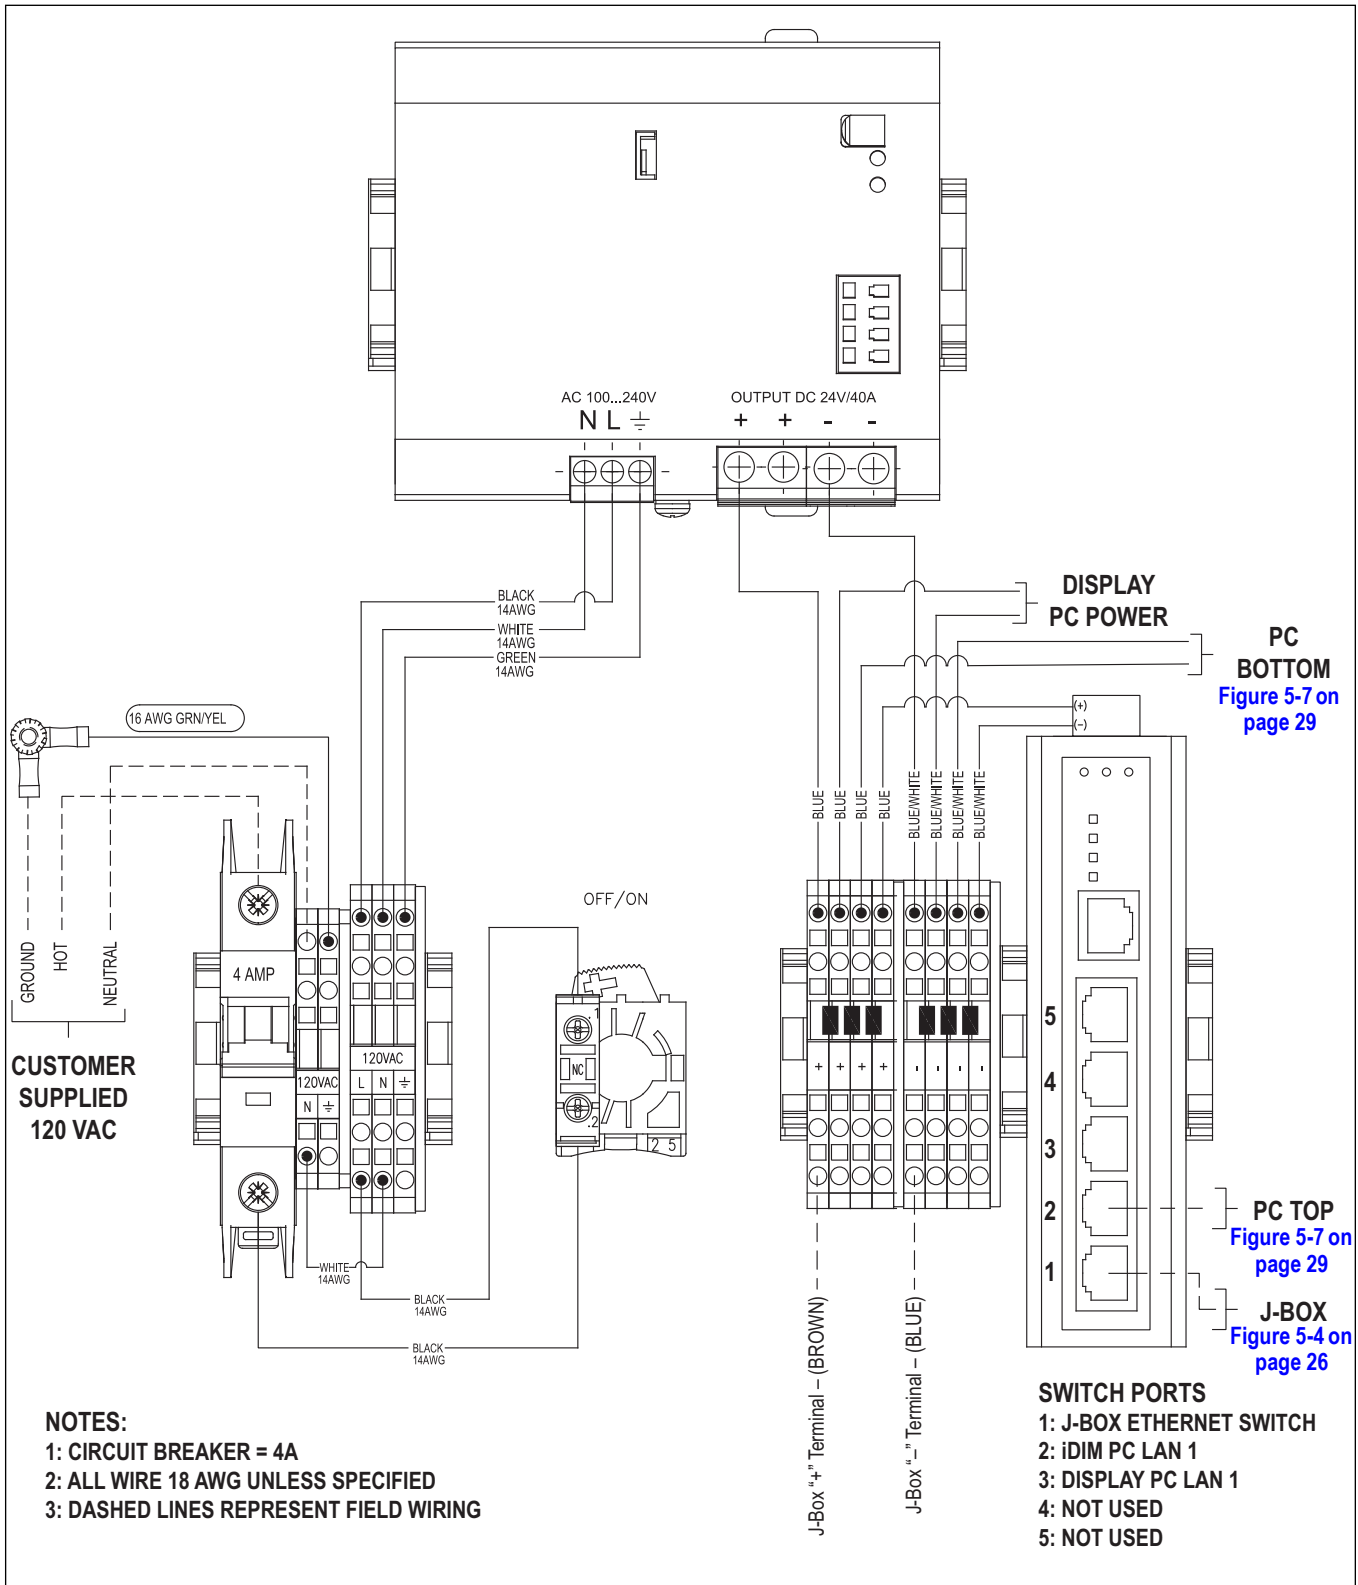 AC 100...240V
N L
OUTPUT DC 24V/40A
+ + - -
BLACK
14AWG
WHITE
14AWG
GREEN
14AWG
DISPLAY
PC POWER
PC
BOTTOM
Figure 5-7 on
page 29
16 AWG GRN/YEL
(+)
(-)
BLUE
BLUE
BLUE
BLUE
BLUE/WHITE
BLUE/WHITE
BLUE/WHITE
BLUE/WHITE
GROUND
HOT
NEUTRAL
CUSTOMER
SUPPLIED
120 VAC
4 AMP
120VAC
N
120VAC
L N
OFF/ON
.1
NC
.2
2 5
+ + + + - - - -
5
4
3
2
1
PC TOP
Figure 5-7 on
page 29
J-BOX
Figure 5-4 on
page 26
WHITE
14AWG
BLACK
14AWG
BLACK
14AWG
J-Box “+” Terminal – (BROWN)
J-Box “–” Terminal – (BLUE)
NOTES:
1: CIRCUIT BREAKER = 4A
2: ALL WIRE 18 AWG UNLESS SPECIFIED
3: DASHED LINES REPRESENT FIELD WIRING
SWITCH PORTS
1: J-BOX ETHERNET SWITCH
2: iDIM PC LAN 1
3: DISPLAY PC LAN 1
4: NOT USED
5: NOT USED